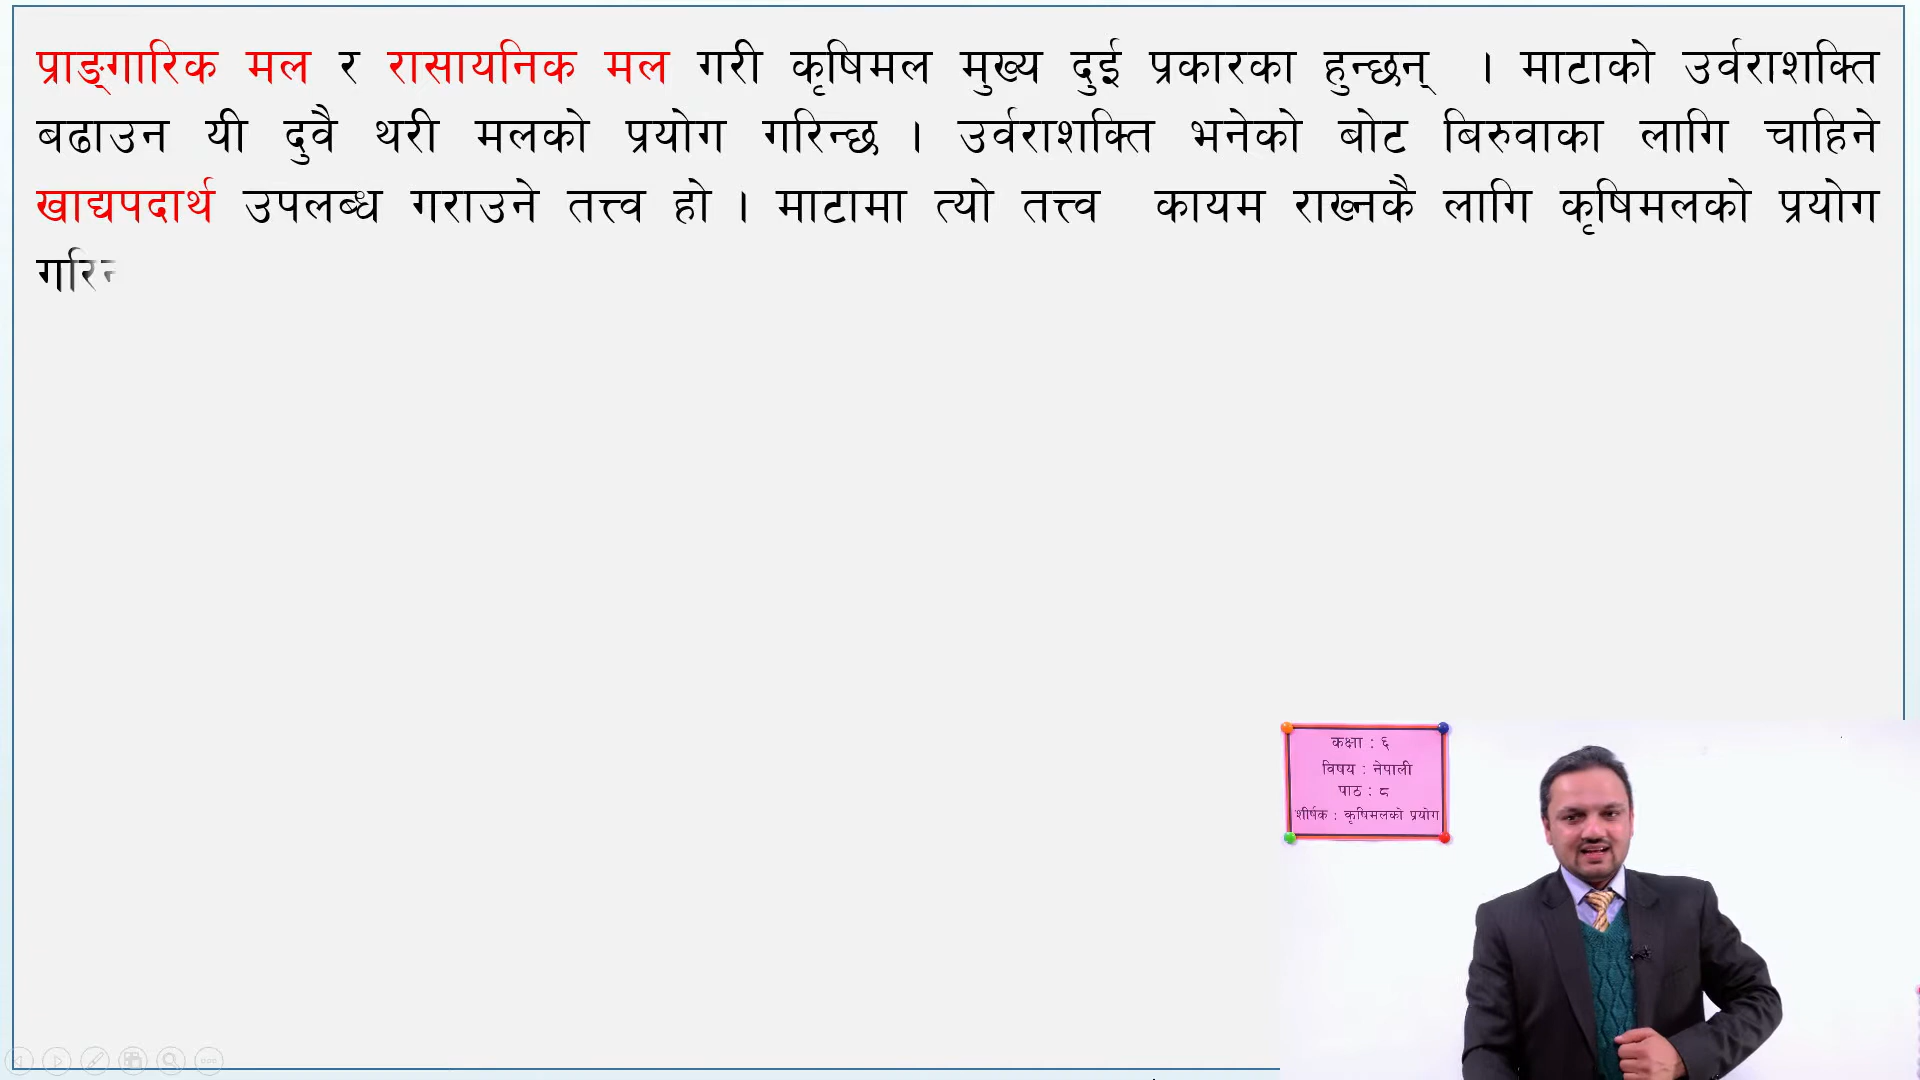 प्राङ्गारिक मल र रासायनिक मल गरी कृषिमल मुख्य दुई प्रकारका हुन्छन् । माटाको उर्वराशक्ति
बढाउन यी दुवै थरी मलको प्रयोग गरिन्छ । उर्वराशक्ति भनेको बोट बिरुवाका लागि चाहिने
खाद्यपदार्थ उपलब्ध गराउने तत्त्व हो । माटामा त्यो तत्त्व कायम राख्नकै लागि कृषिमलको प्रयोग
कक्षा : ६
विषय : नेपाली
पाठ : ८
शीर्षक : कृषिमलको प्रयोग